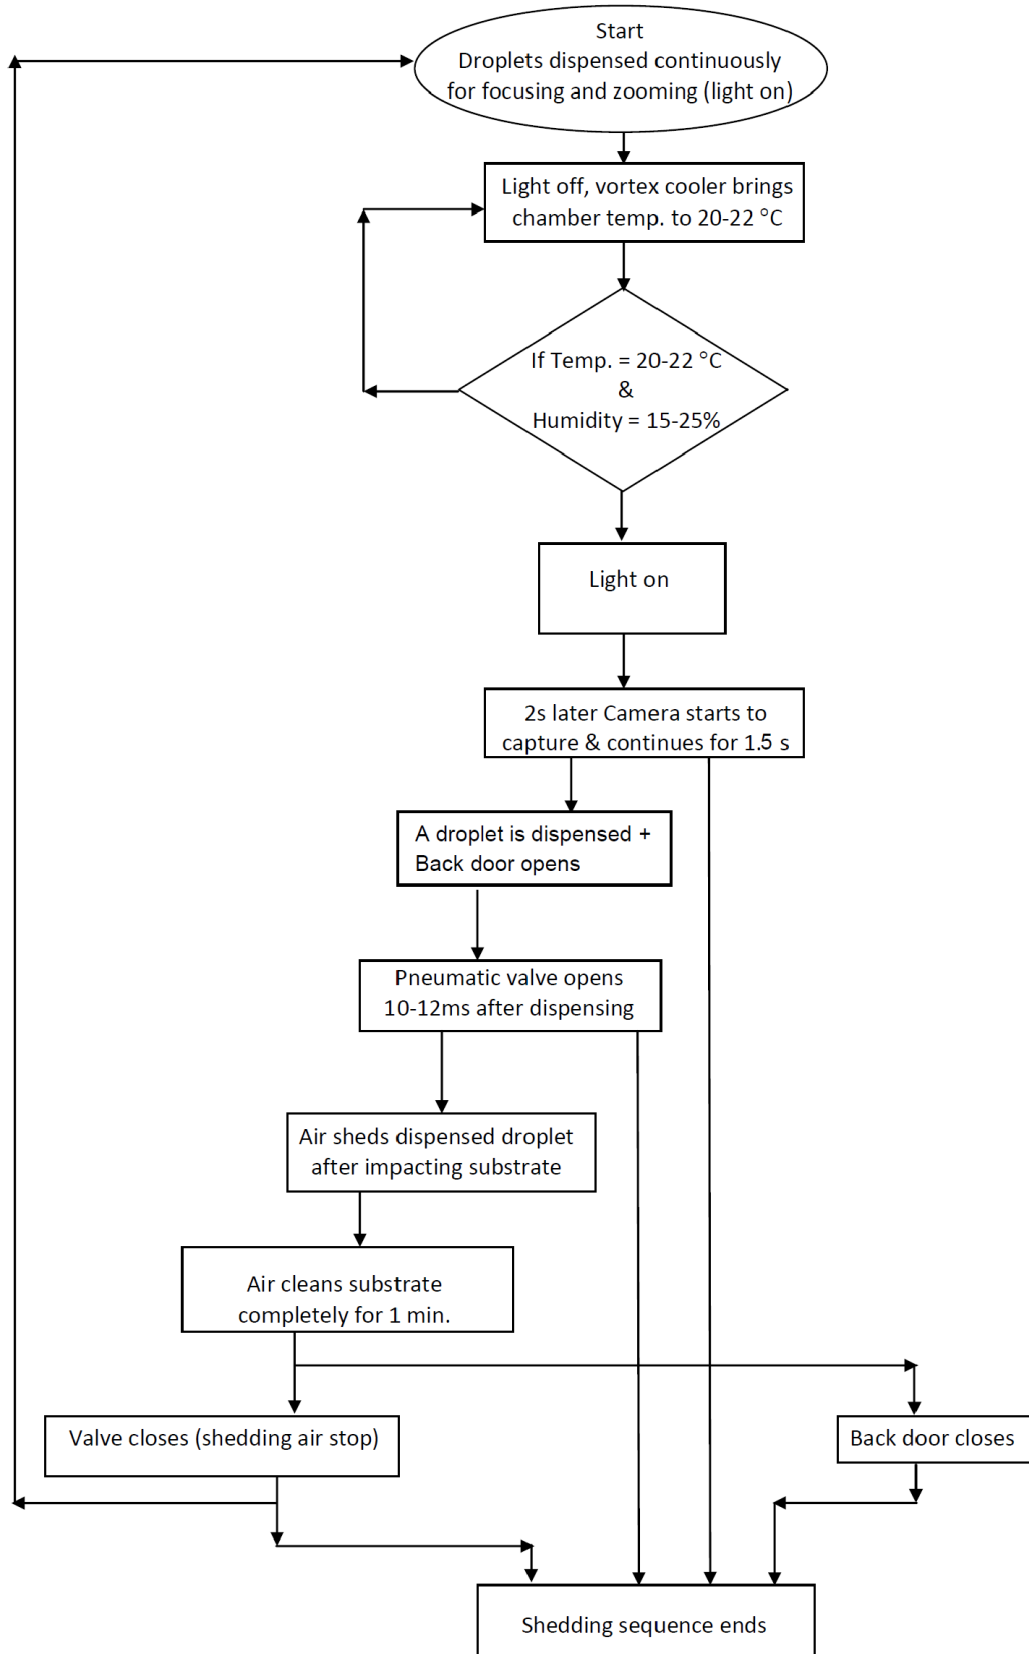 Start
Droplets dispensed continuously
for focusing and zooming (light on)
Light off, vortex cooler brings
chamber temp. to 20-22 °C
If Temp. = 20-22 °C
&
Humidity = 15-25%
Light on
2s later Camera starts to
capture & continues for 1.5 s
A droplet is dispensed +
Back door opens
Pneumatic valve opens
10-12ms after dispensing
Air sheds dispensed droplet
after impacting substrate
Air cleans substrate
completely for 1 min.
Valve closes (shedding air stop)
Back door closes
Shedding sequence ends